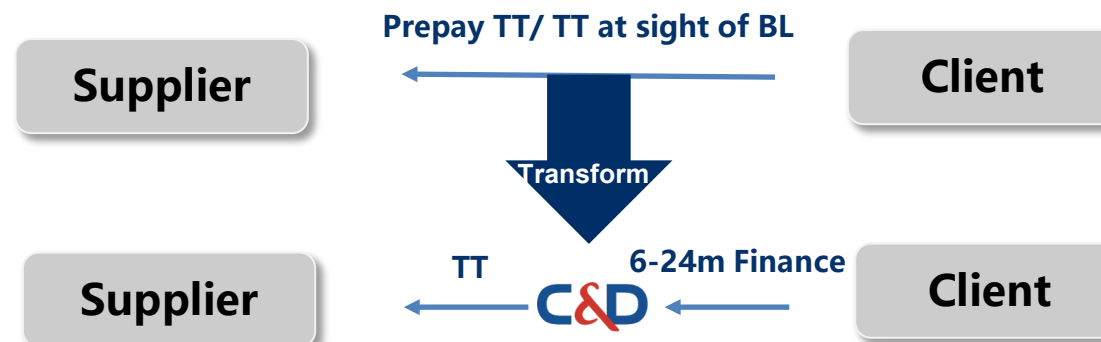 Prepay TT/ TT at sight of BL
Supplier
Client
Transform
TT
6-24m Finance
Supplier
C&D
Client